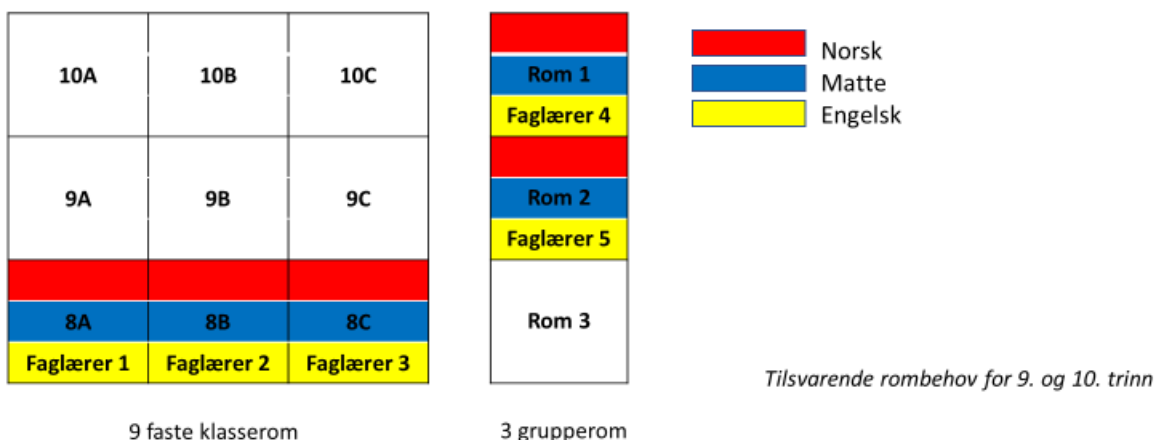 10A 10B 10C
9A 9B 9C
8A 8B 8C
Faglærer 1 Faglærer 2 Faglærer 3
9 faste klasserom
Rom 1
Faglærer 4
Rom 2
Faglærer 5
Rom 3
3 grupperom
Norsk
Matte
Engelsk
Tilsvarende rombehov for 9. og 10. trinn